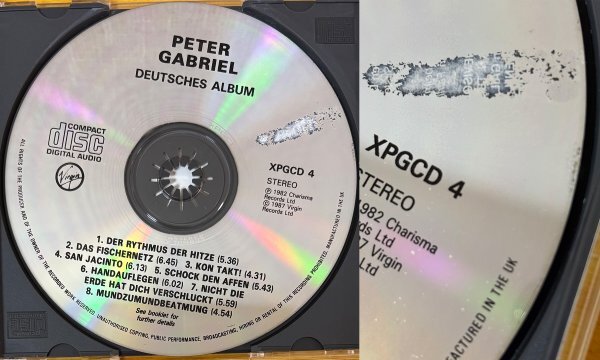 PETER
GABRIEL
DEUTSCHES ALBUM
COMPACT
disc
DIGITAL AUDIO
Virgin
XPGCD 4
STEREO
℗ 1982 Charisma
Records Ltd
© 1987 Virgin
Records Ltd
1. DER RYTHMUS DER HITZE (5.36)
2. DAS FISCHERNETZ (6.45) 3. KON TAKT! (4.31)
4. SAN JACINTO (6.13) 5. SCHOCK DEN AFFEN (5.43)
6. HANDAUFLEGEN (6.02) 7. NICHT DIE
ERDE HAT DICH VERSCHLUCKT (5.59)
8. MUNDZUMUNDBEATMUNG (4.54)
See booklet for
further details
ALL RIGHTS OF THE PRODUCER AND OF THE OWNER OF THE RECORDED WORK RESERVED. UNAUTHORISED COPYING, PUBLIC PERFORMANCE, BROADCASTING, HIRING OR RENTAL OF THIS RECORDING PROHIBITED. MANUFACTURED IN THE UK
XPGCD 4
STEREO
1982 Charisma
ords Ltd
87 Virgin
Ltd
FACTURED IN THE UK